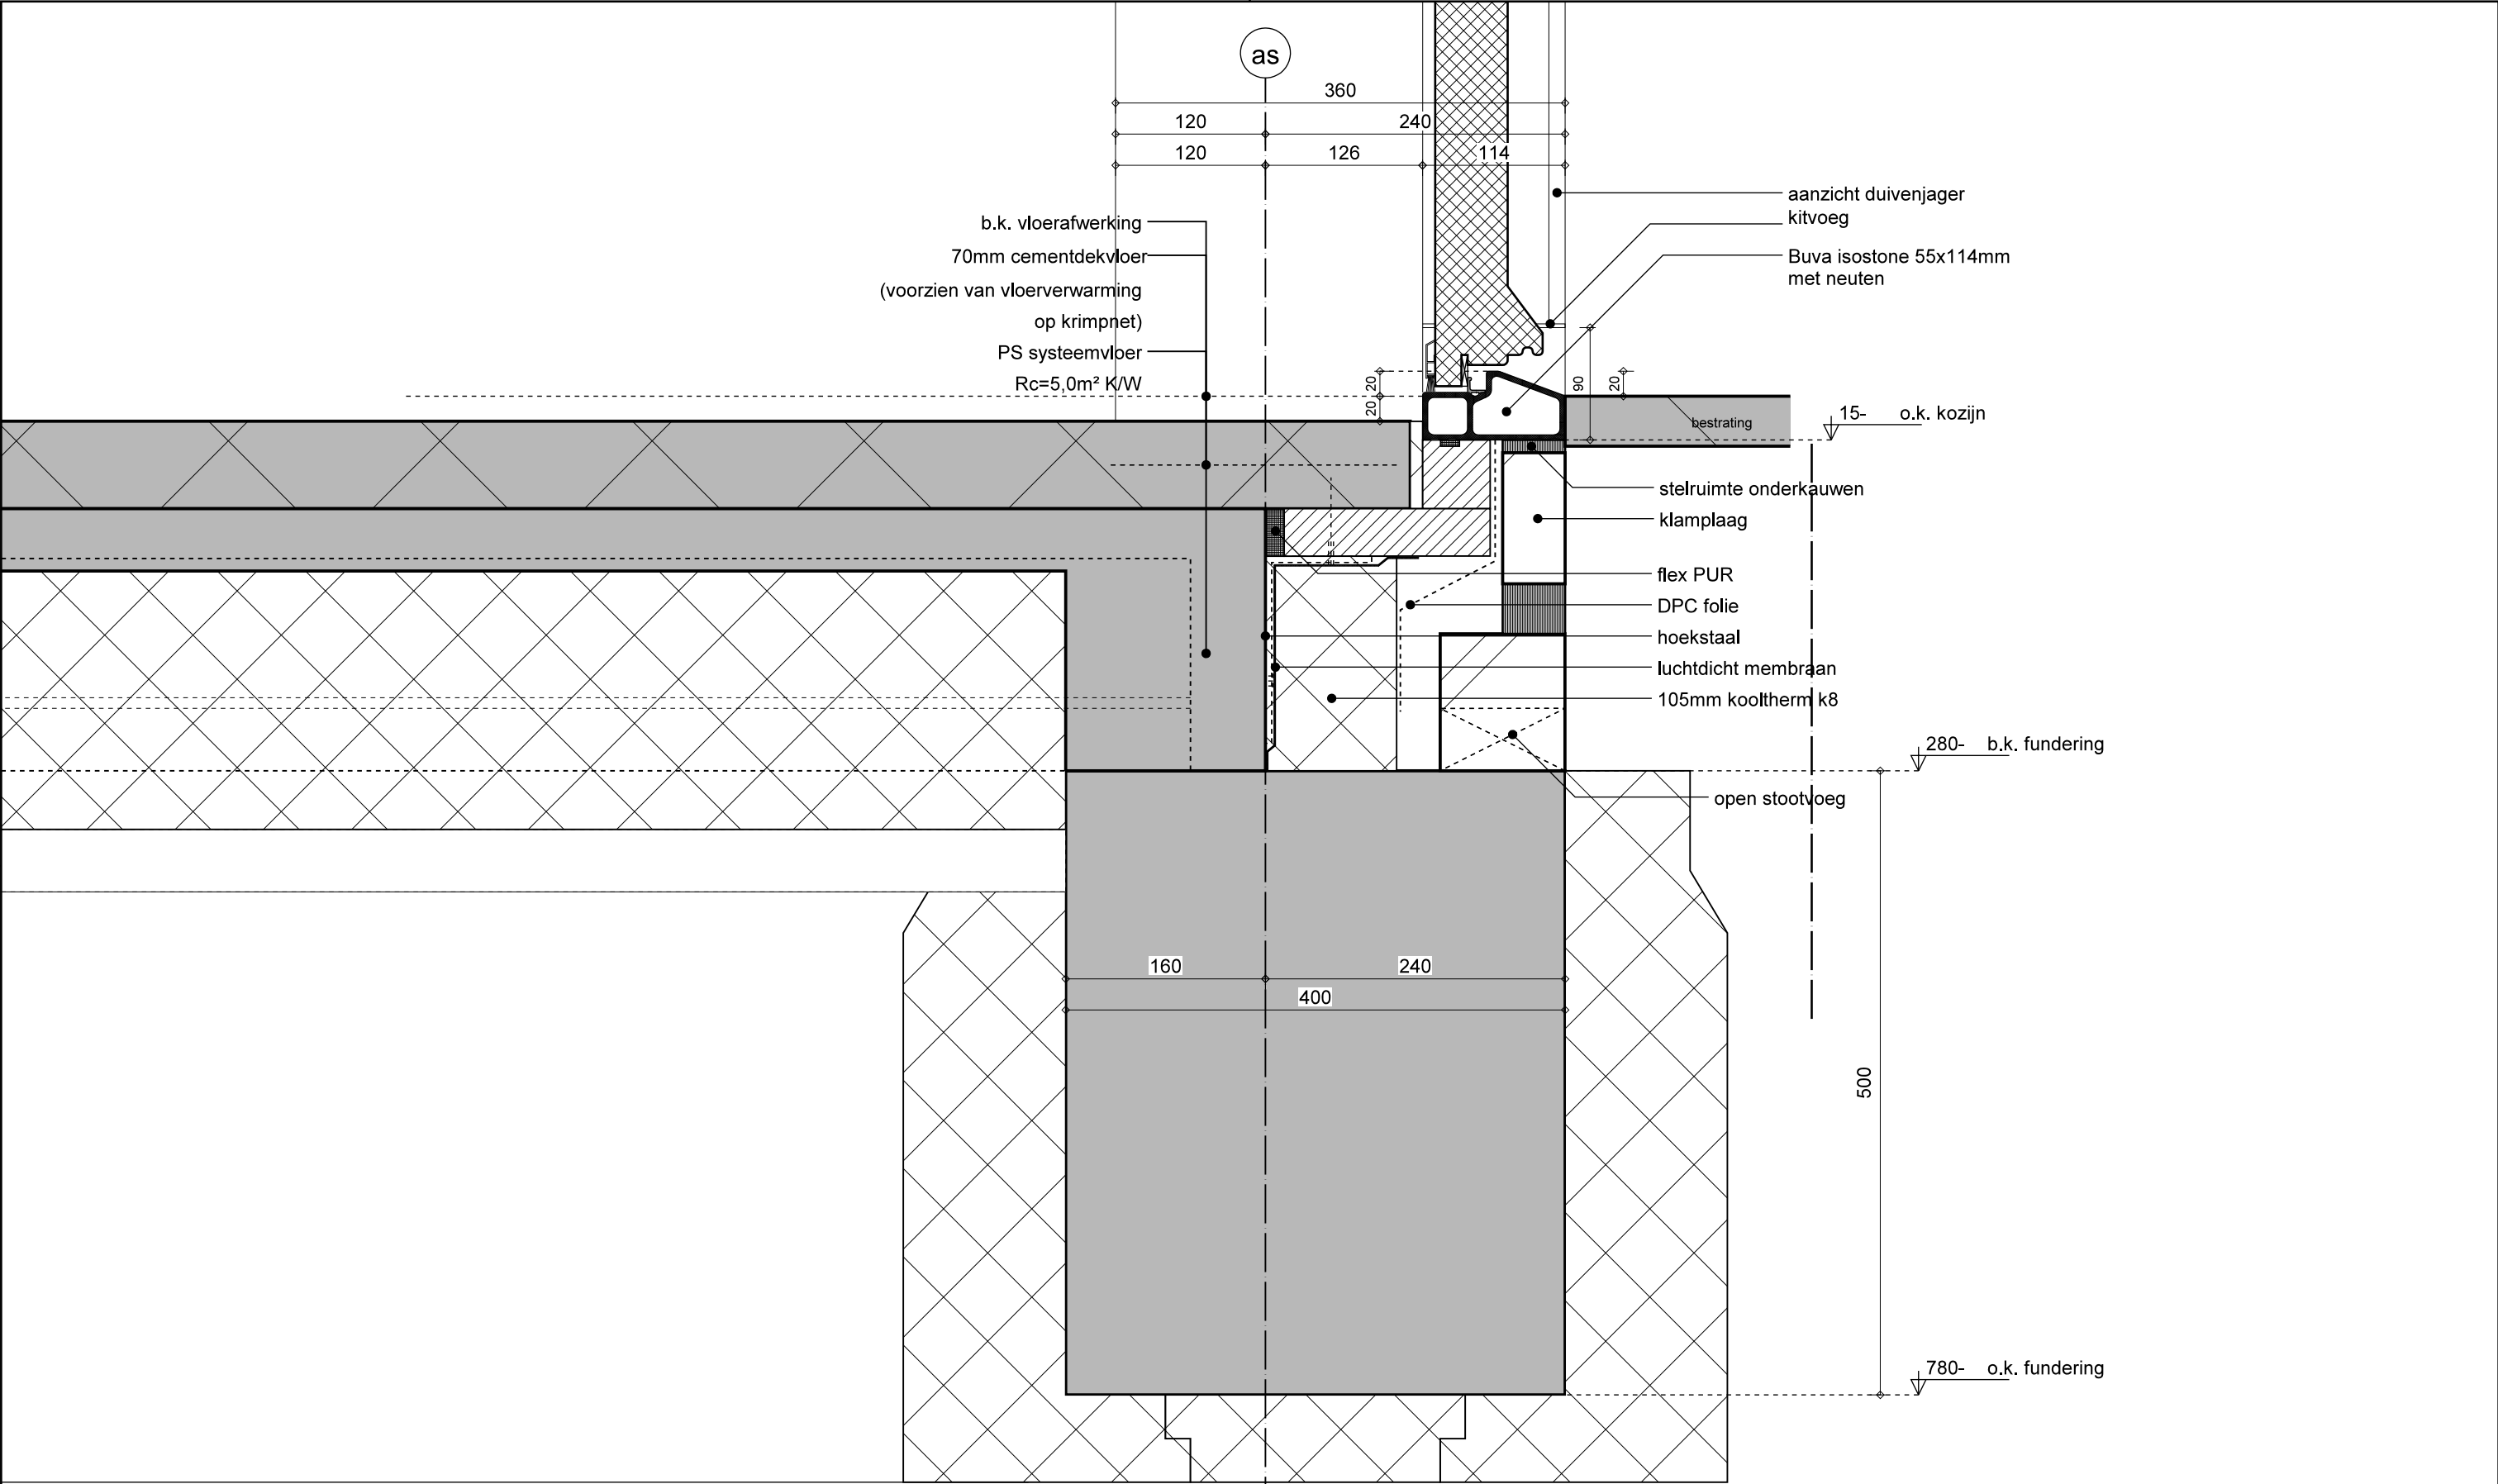 as
360
120
240
120
126
114
aanzicht duivenjager
kitvoeg
b.k. vloerafwerking
70mm cementdekvloer
(voorzien van vloerverwarming
op krimpnet)
PS systeemvloer
Rc=5,0m² K/W
Buva isostone 55x114mm
met neuten
20
20
90
20
bestrating
15- o.k. kozijn
stelruimte onderkauwen
klamplaag
flex PUR
DPC folie
hoekstaal
luchtdicht membraan
105mm kooltherm k8
280- b.k. fundering
open stootvoeg
160
240
400
500
780- o.k. fundering